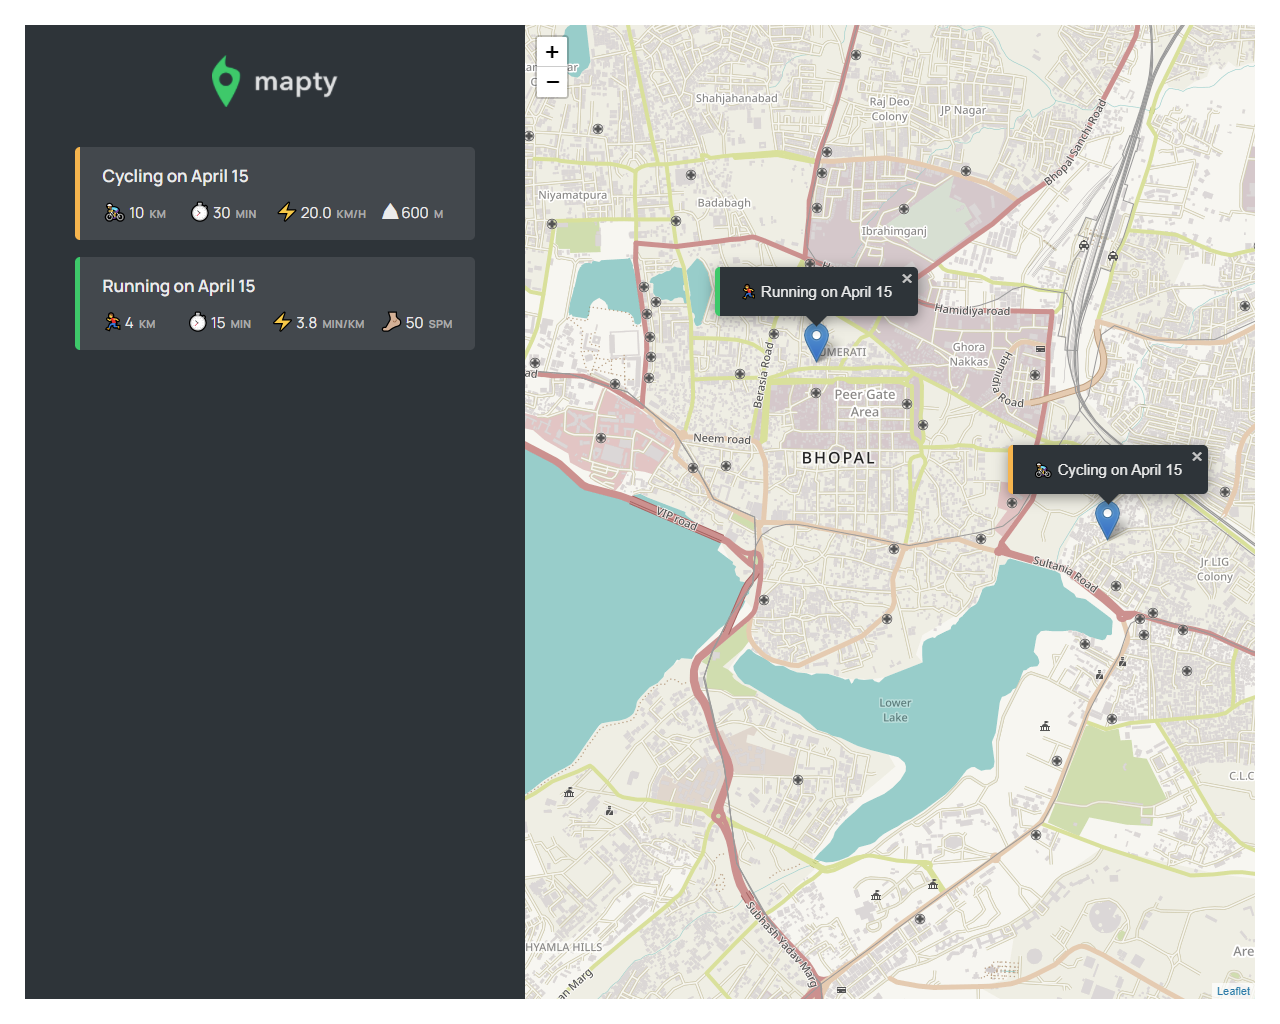 mapty
Cycling on April 15
10 KM 30 MIN 20.0 KM/H 600 M
Running on April 15
4 KM 15 MIN 3.8 MIN/KM 50 SPM
+
−
Shahjahanabad
Raj Deo
Colony
JP Nagar
Bhopal-Sanchi Road
Niyamatpura
Badabagh
Ibrahimganj
× 
Running on April 15
Hamidiya road
Ghora
Nakkas
Hamidia Road
Berasia Road
Peer Gate
Area
Neem road
BHOPAL
×
Cycling on April 15
VIP road
Sultania Road
Jr.LIG
Colony
Lower
Lake
C.L.C
Subhash Yadav Marg
HYAMLA HILLS
an Marg
Are
Leaflet